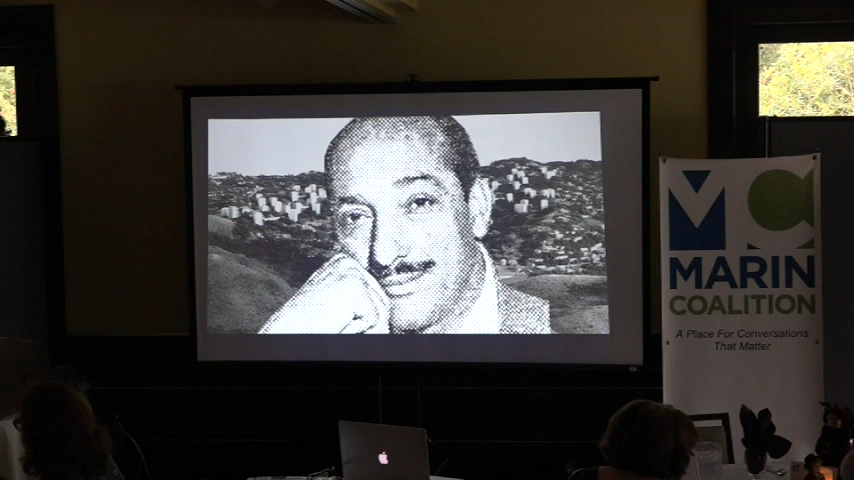 MC
MARIN
COALITION
A Place For Conversations
That Matter